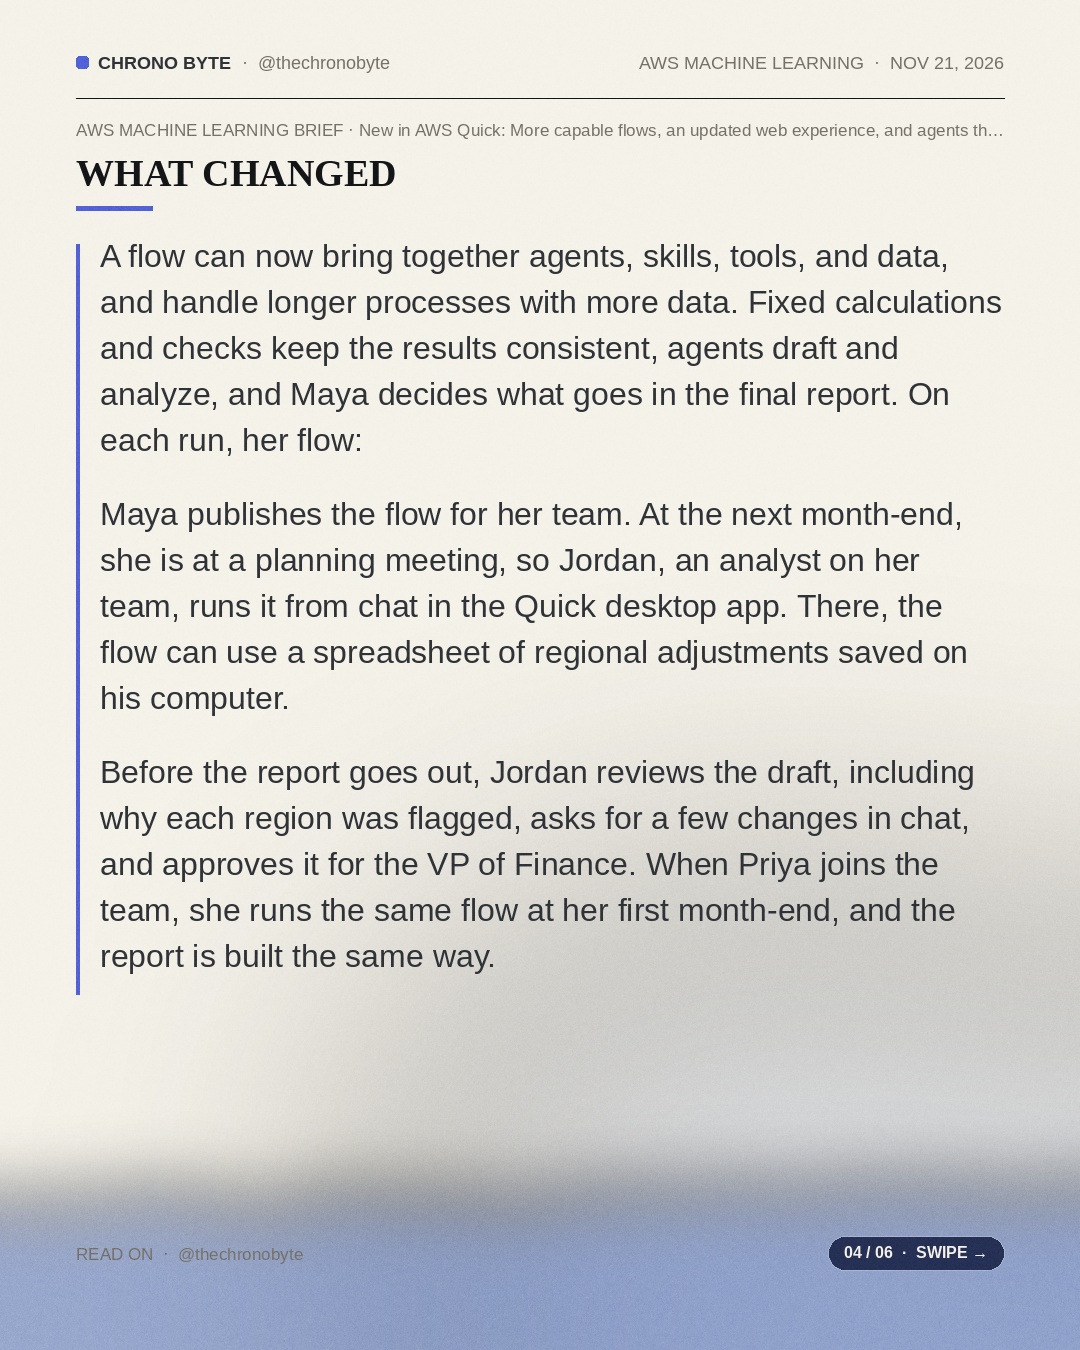 CHRONO BYTE · @thechronobyte
AWS MACHINE LEARNING · NOV 21, 2026
AWS MACHINE LEARNING BRIEF · New in AWS Quick: More capable flows, an updated web experience, and agents th…
WHAT CHANGED
A flow can now bring together agents, skills, tools, and data,
and handle longer processes with more data. Fixed calculations
and checks keep the results consistent, agents draft and
analyze, and Maya decides what goes in the final report. On
each run, her flow:
Maya publishes the flow for her team. At the next month-end,
she is at a planning meeting, so Jordan, an analyst on her
team, runs it from chat in the Quick desktop app. There, the
flow can use a spreadsheet of regional adjustments saved on
his computer.
Before the report goes out, Jordan reviews the draft, including
why each region was flagged, asks for a few changes in chat,
and approves it for the VP of Finance. When Priya joins the
team, she runs the same flow at her first month-end, and the
report is built the same way.
READ ON · @thechronobyte
04 / 06 · SWIPE →